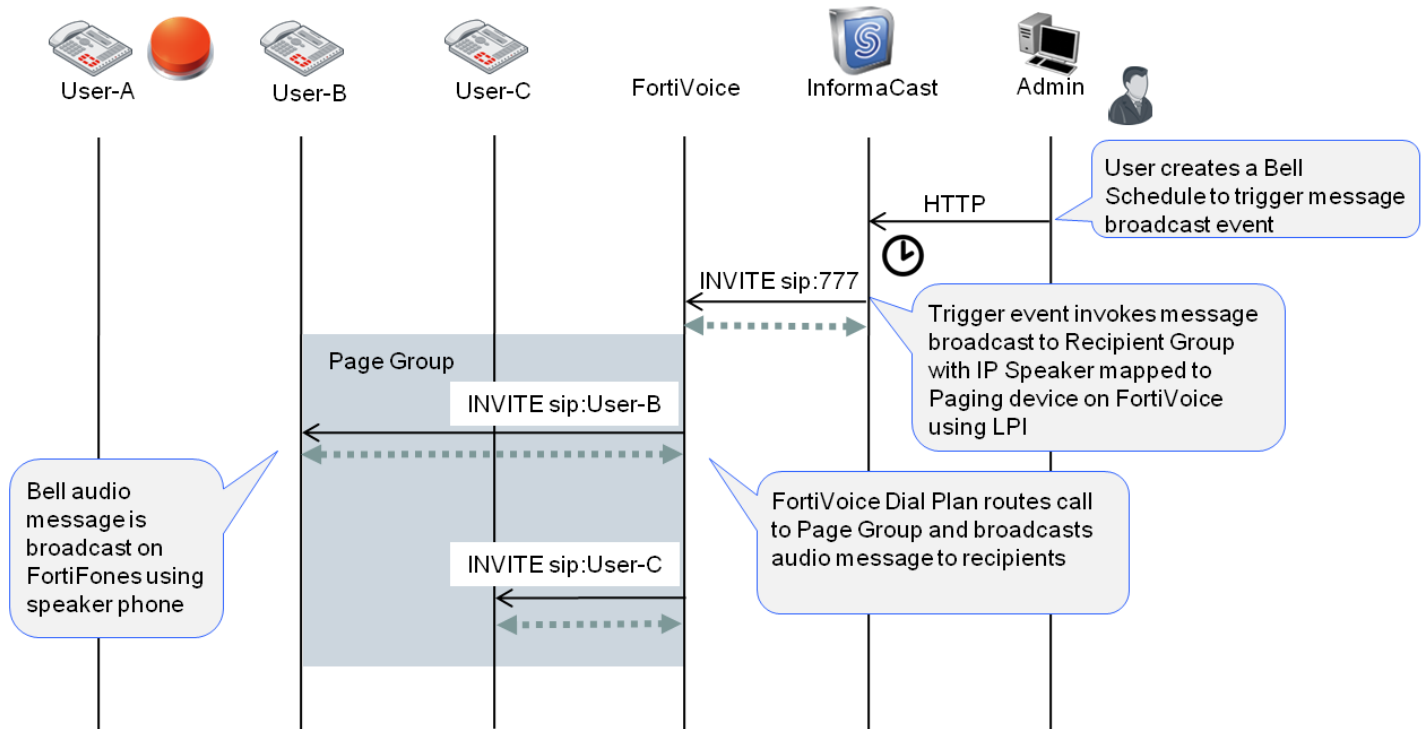 User-A
User-B
User-C
FortiVoice
InformaCast
Admin
User creates a Bell
Schedule to trigger message
broadcast event
HTTP
INVITE sip:777
Trigger event invokes message
broadcast to Recipient Group
with IP Speaker mapped to
Paging device on FortiVoice
using LPI
Page Group
INVITE sip:User-B
Bell audio
message is
broadcast on
FortiFones using
speaker phone
FortiVoice Dial Plan routes call
to Page Group and broadcasts
audio message to recipients
INVITE sip:User-C